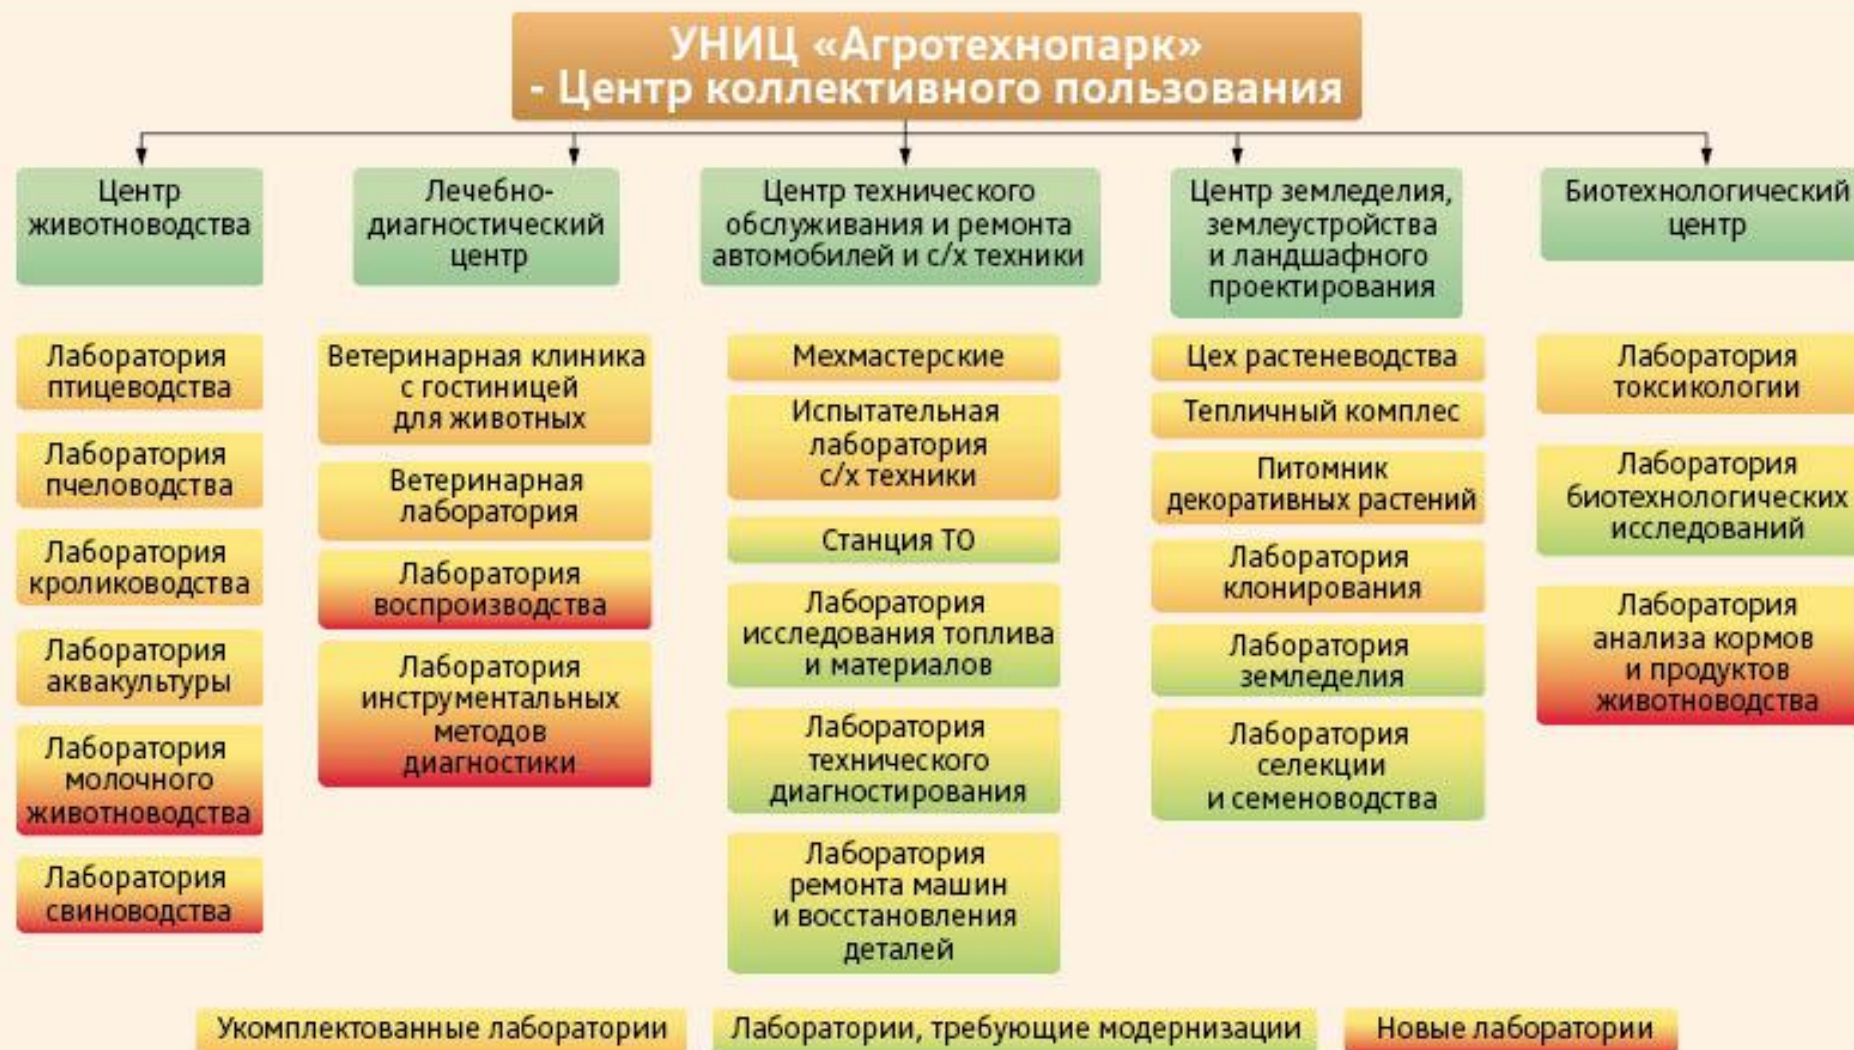 УНИЦ «Агротехнопарк»
- Центр коллективного пользования
Центр
животноводства
Лечебно-
диагностический
центр
Центр технического
обслуживания и ремонта
автомобилей и с/х техники
Центр земледелия,
землеустройства
и ландшафного
проектирования
Биотехнологический
центр
Лаборатория
птицеводства
Лаборатория
пчеловодства
Лаборатория
кролиководства
Лаборатория
аквакультуры
Лаборатория
молочного
животноводства
Лаборатория
свиноводства
Ветеринарная клиника
с гостиницей
для животных
Ветеринарная
лаборатория
Лаборатория
воспроизводства
Лаборатория
инструментальных
методов
диагностики
Мехмастерские
Испытательная
лаборатория
с/х техники
Станция ТО
Лаборатория
исследования топлива
и материалов
Лаборатория
технического
диагностирования
Лаборатория
ремонта машин
и восстановления
деталей
Цех растеневодства
Тепличный комплес
Питомник
декоративных растений
Лаборатория
клонирования
Лаборатория
земледелия
Лаборатория
селекции
и семеноводства
Лаборатория
токсикологии
Лаборатория
биотехнологических
исследований
Лаборатория
анализа кормов
и продуктов
животноводства
Укомплектованные лаборатории
Лаборатории, требующие модернизации
Новые лаборатории